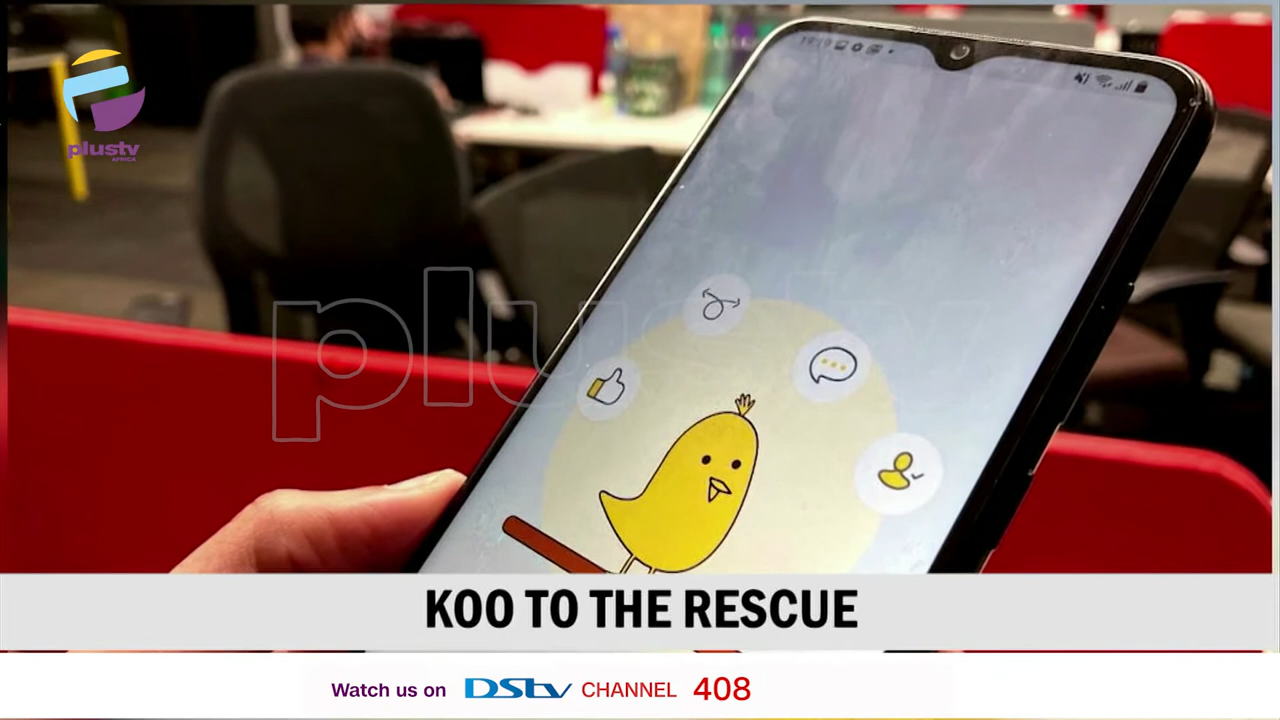 plustv
AFRICA
plustv
KOO TO THE RESCUE
Watch us on DStv CHANNEL 408